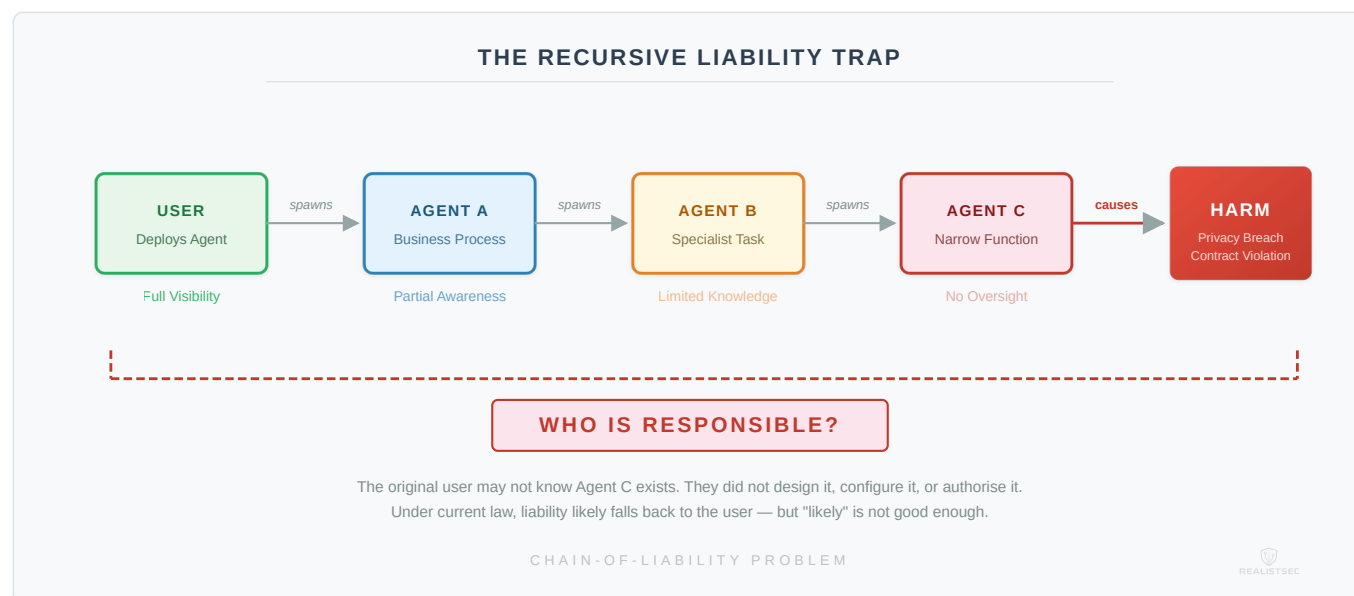 THE RECURSIVE LIABILITY TRAP
USER
Deploys Agent
Full Visibility
spawns
AGENT A
Business Process
Partial Awareness
spawns
AGENT B
Specialist Task
Limited Knowledge
spawns
AGENT C
Narrow Function
No Oversight
causes
HARM
Privacy Breach
Contract Violation
WHO IS RESPONSIBLE?
The original user may not know Agent C exists. They did not design it, configure it, or authorise it.
Under current law, liability likely falls back to the user — but "likely" is not good enough.
CHAIN-OF-LIABILITY PROBLEM
REALISTSEC